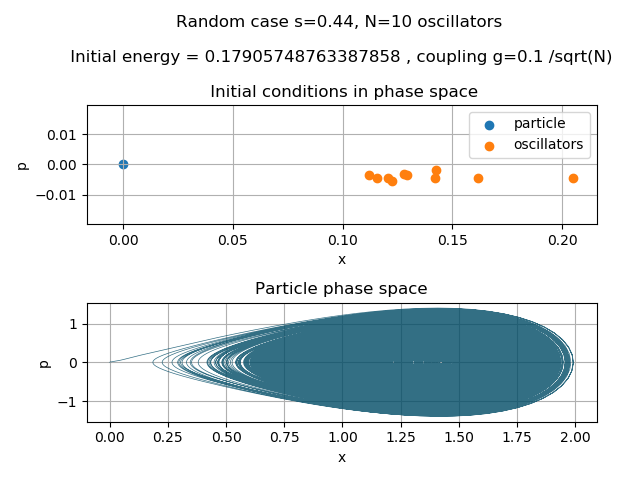 Random case s=0.44, N=10 oscillators
Initial energy = 0.17905748763387858 , coupling g=0.1 /sqrt(N)
Initial conditions in phase space
particle
oscillators
0.01
0.00
−0.01
p
0.00 0.05 0.10 0.15 0.20
x
Particle phase space
1
0
−1
p
0.00 0.25 0.50 0.75 1.00 1.25 1.50 1.75 2.00
x